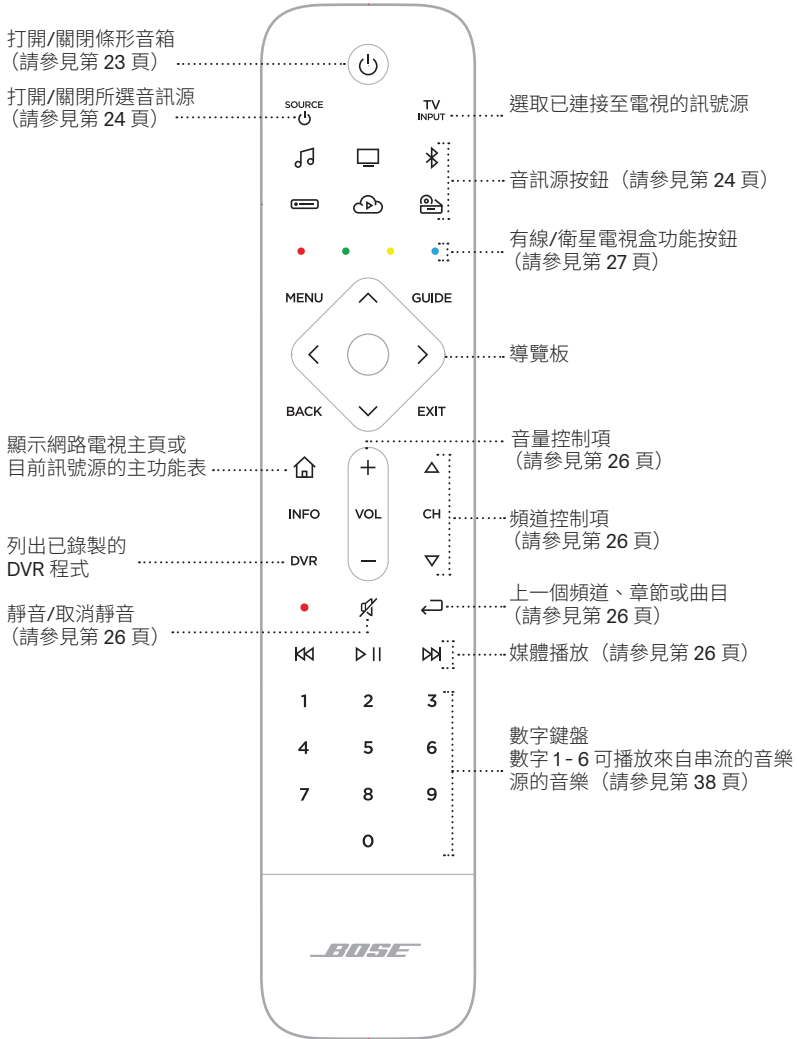 打開/關閉條形音箱
（請參見第 23 頁）
打開/關閉所選音訊源
（請參見第 24 頁）
SOURCE
TV
INPUT
選取已連接至電視的訊號源
音訊源按鈕（請參見第 24 頁）
有線/衛星電視盒功能按鈕
（請參見第 27 頁）
MENU
GUIDE
導覽板
BACK
EXIT
顯示網路電視主頁或
目前訊號源的主功能表
音量控制項
（請參見第 26 頁）
INFO
VOL
CH
頻道控制項
（請參見第 26 頁）
列出已錄製的
DVR 程式
DVR
靜音/取消靜音
（請參見第 26 頁）
上一個頻道、章節或曲目
（請參見第 26 頁）
媒體播放（請參見第 26 頁）
1 2 3
4 5 6
7 8 9
0
數字鍵盤
數字 1 - 6 可播放來自串流的音樂
源的音樂（請參見第 38 頁）
BOSE